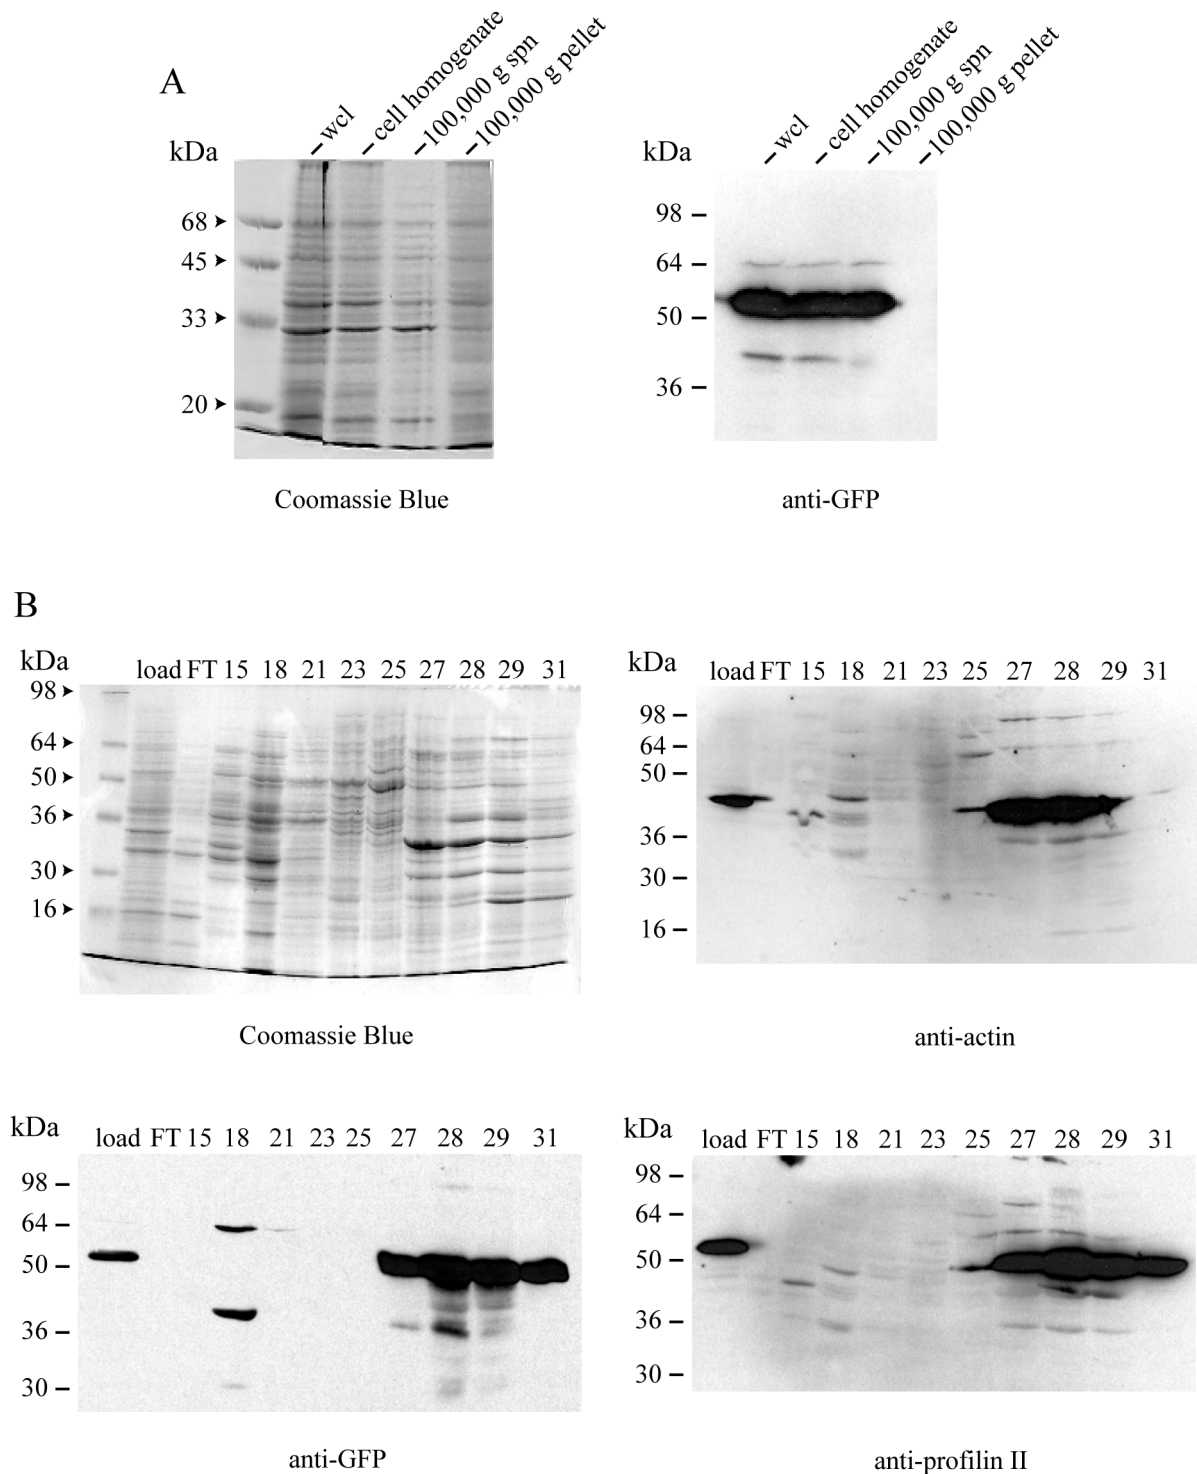 A
wcl
cell homogenate
100,000 g spn
100,000 g pellet
kDa
68
45
33
20
Coomassie Blue
wcl
cell homogenate
100,000 g spn
100,000 g pellet
kDa
98
64
50
36
anti-GFP
B
kDa
load FT 15 18 21 23 25 27 28 29 31
98
64
50
36
30
16
Coomassie Blue
kDa
load FT 15 18 21 23 25 27 28 29 31
98
64
50
36
30
16
anti-actin
kDa
load FT 15 18 21 23 25 27 28 29 31
98
64
50
36
30
anti-GFP
kDa
load FT 15 18 21 23 25 27 28 29 31
98
64
50
36
30
anti-profilin II